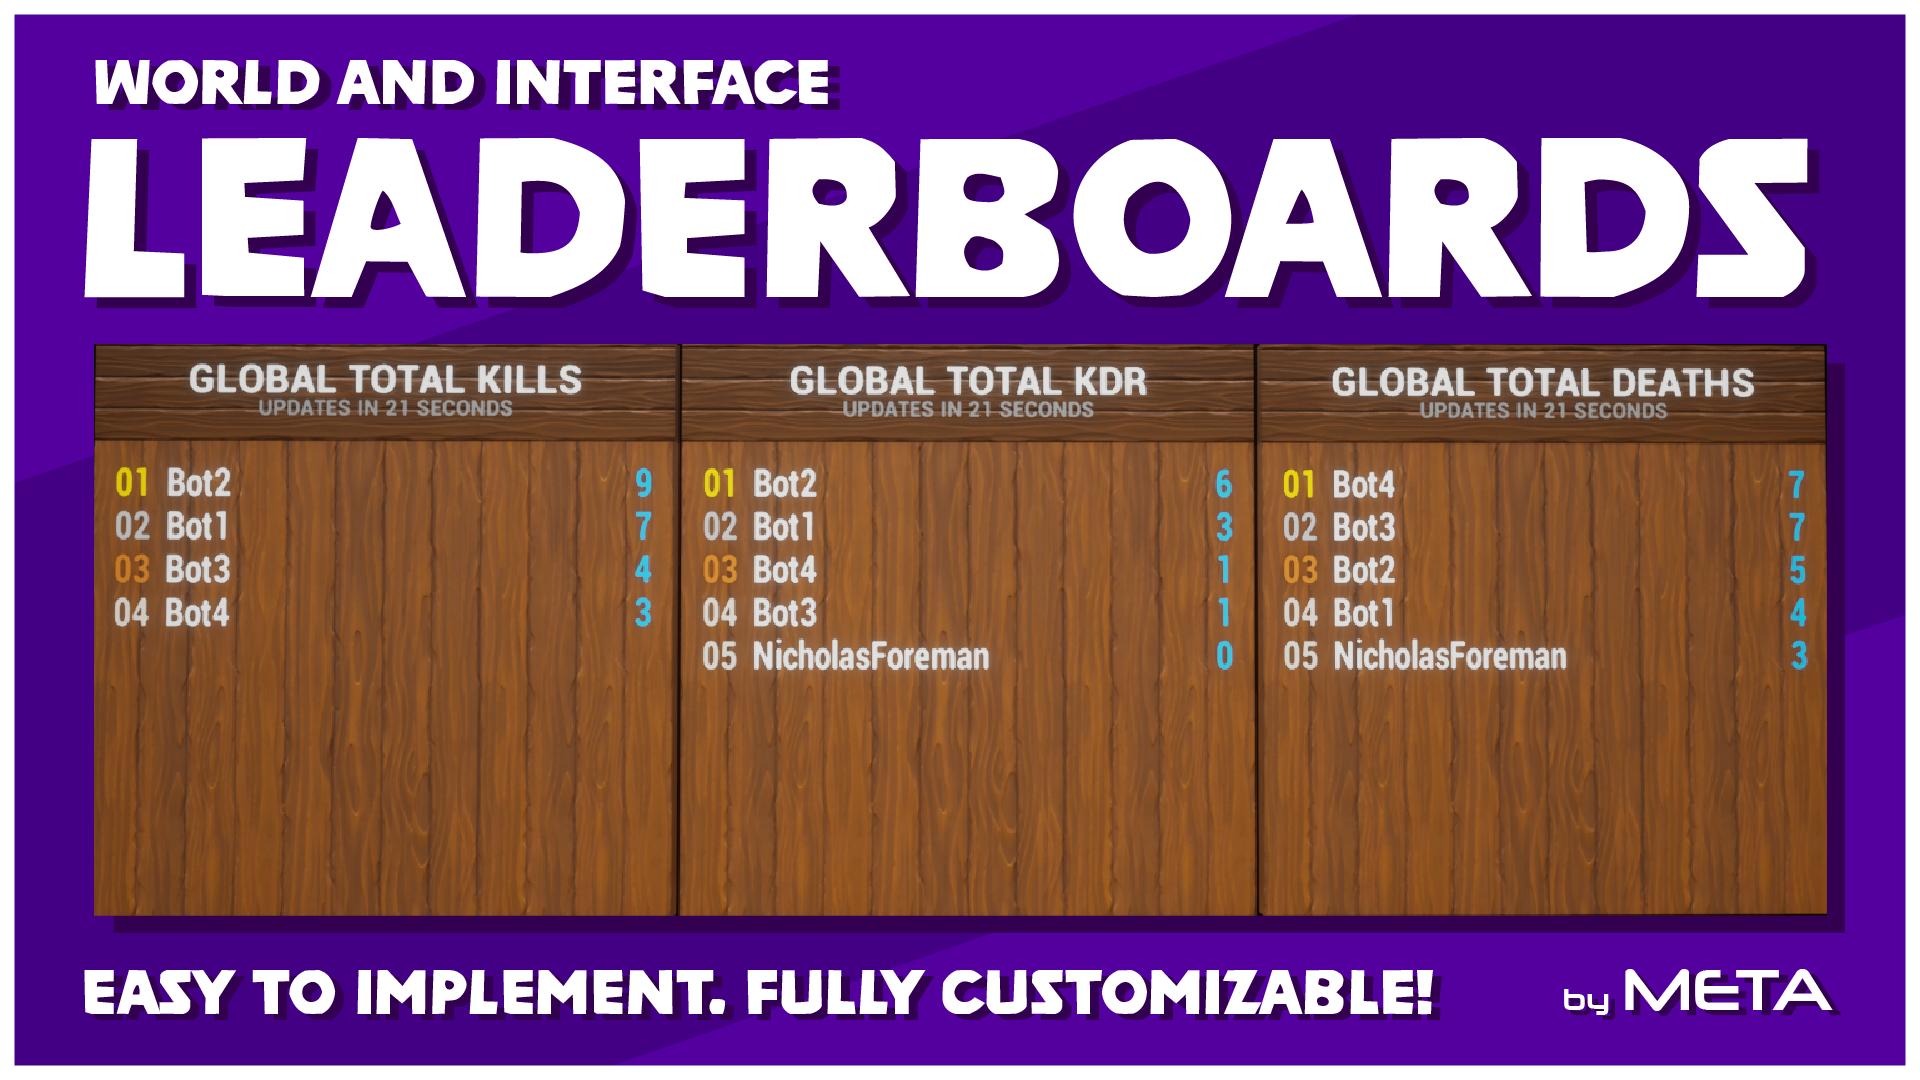 WORLD AND INTERFACE
LEADERBOARDS
GLOBAL TOTAL KILLS
UPDATES IN 21 SECONDS
01 Bot2 9
02 Bot1 7
03 Bot3 4
04 Bot4 3
GLOBAL TOTAL KDR
UPDATES IN 21 SECONDS
01 Bot2 6
02 Bot1 3
03 Bot4 1
04 Bot3 1
05 NicholasForeman 0
GLOBAL TOTAL DEATHS
UPDATES IN 21 SECONDS
01 Bot4 7
02 Bot3 7
03 Bot2 5
04 Bot1 4
05 NicholasForeman 3
EASY TO IMPLEMENT. FULLY CUSTOMIZABLE!
by META